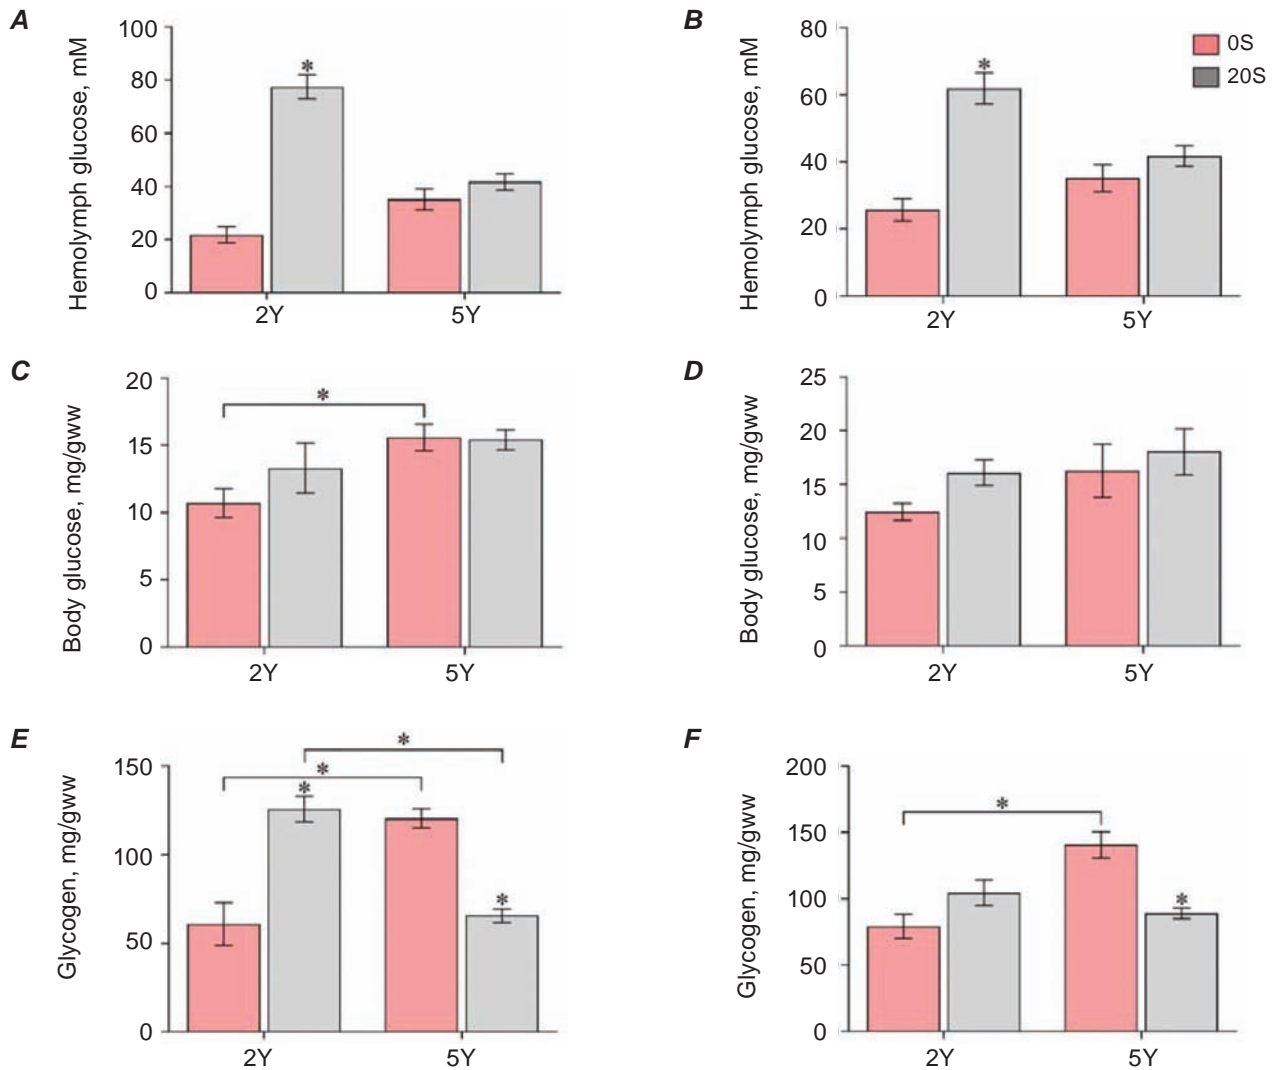 A
Hemolymph glucose, mM
100
80
60
40
20
0
*
2Y
5Y
B
Hemolymph glucose, mM
80
60
40
20
0
*
2Y
5Y
0S
20S
C
Body glucose, mg/gww
20
15
10
5
0
*
2Y
5Y
D
Body glucose, mg/gww
25
20
15
10
5
0
2Y
5Y
E
Glycogen, mg/gww
150
100
50
0
*
*
*
*
2Y
5Y
F
Glycogen, mg/gww
200
150
100
50
0
*
*
2Y
5Y